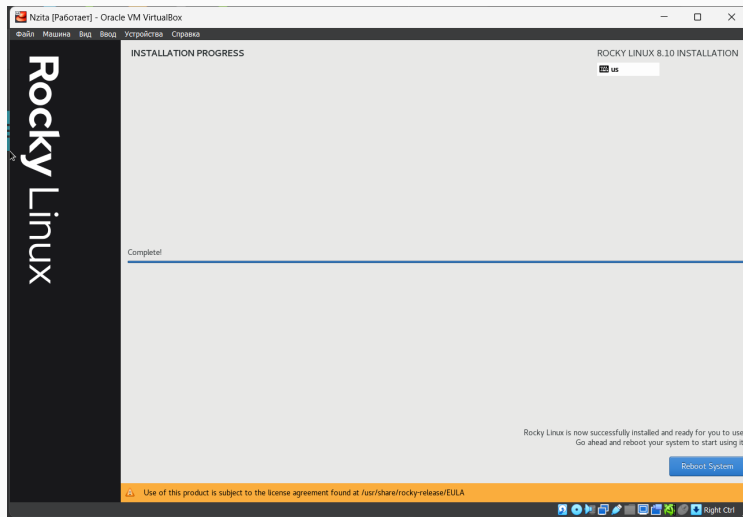 Nzita [Работает] - Oracle VM VirtualBox
Файл Машина Вид Ввод Устройства Справка
Rocky Linux
INSTALLATION PROGRESS
ROCKY LINUX 8.10 INSTALLATION
us
Complete!
Rocky Linux is now successfully installed and ready for you to use
Go ahead and reboot your system to start using it
Reboot System
Use of this product is subject to the license agreement found at /usr/share/rocky-release/EULA
Right Ctrl